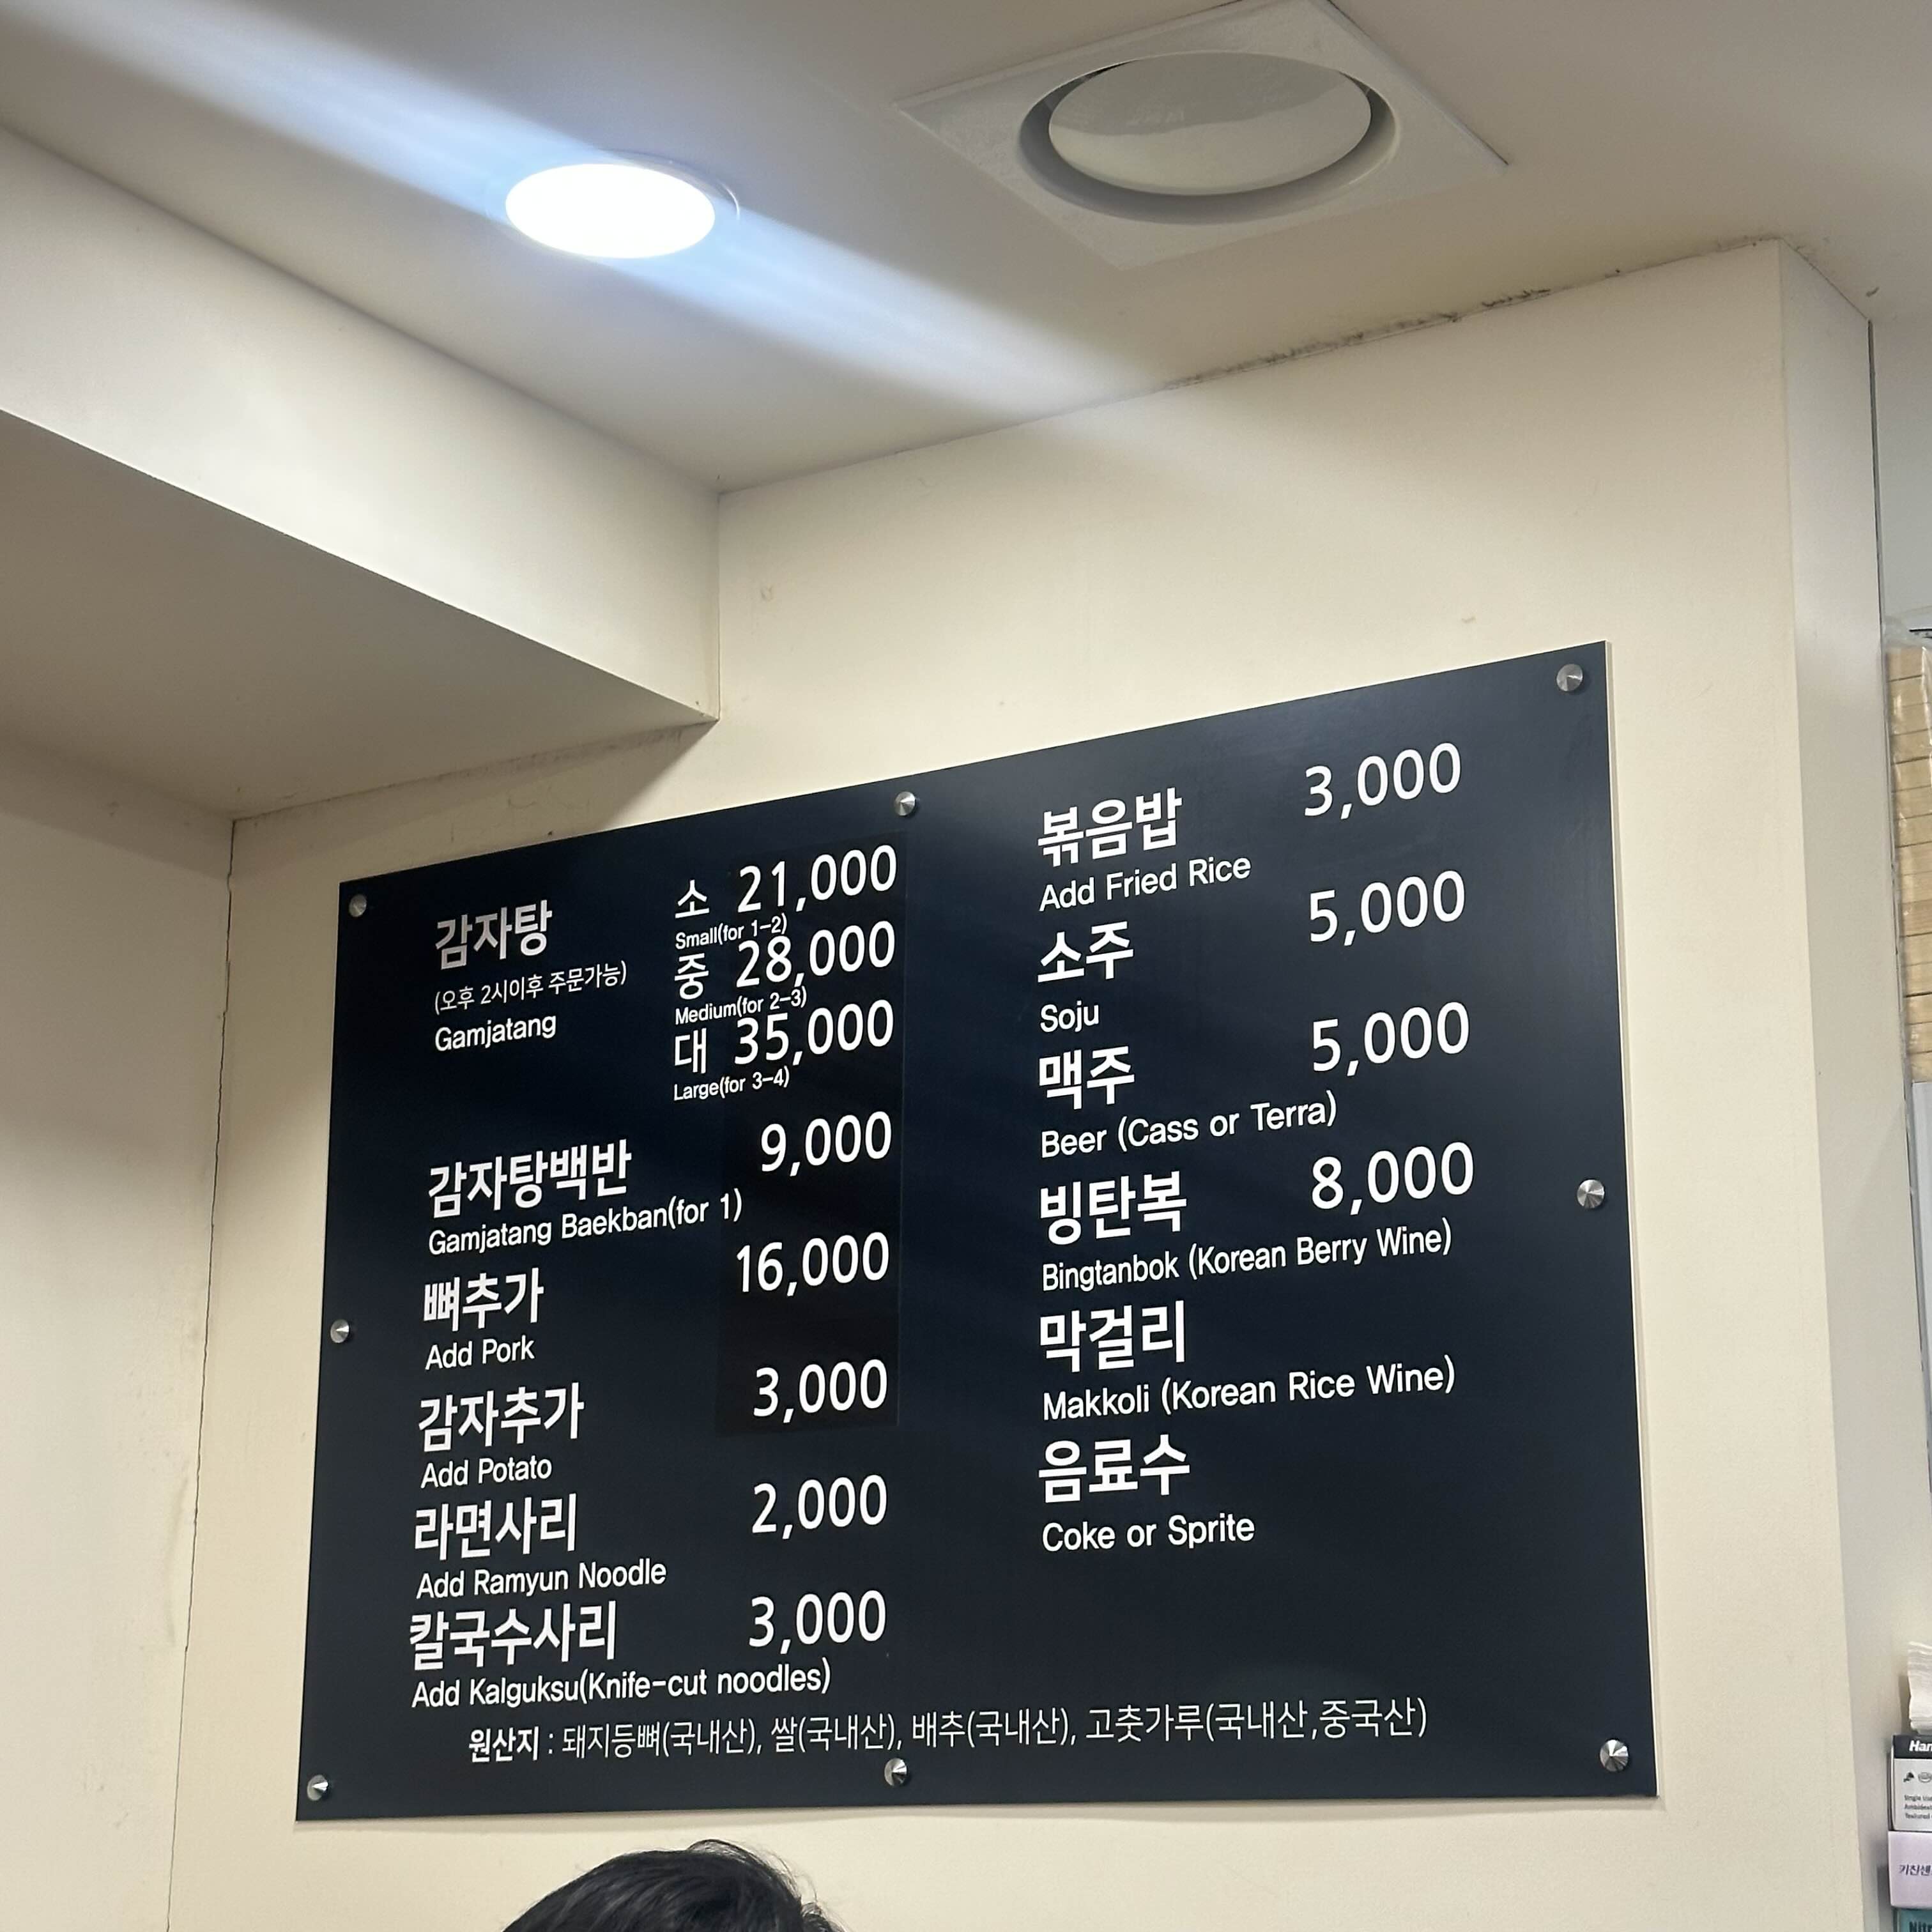 감자탕
(오후 2시이후 주문가능)
Gamjatang
소 21,000
Small(for 1-2)
중 28,000
Medium(for 2-3)
대 35,000
Large(for 3-4)
감자탕백반 9,000
Gamjatang Baekban(for 1)
뼈추가 16,000
Add Pork
감자추가 3,000
Add Potato
라면사리 2,000
Add Ramyun Noodle
칼국수사리 3,000
Add Kalguksu(Knife-cut noodles)
볶음밥 3,000
Add Fried Rice
소주 5,000
Soju
맥주 5,000
Beer (Cass or Terra)
빙탄복 8,000
Bingtanbok (Korean Berry Wine)
막걸리
Makkoli (Korean Rice Wine)
음료수
Coke or Sprite
원산지 : 돼지등뼈(국내산), 쌀(국내산), 배추(국내산), 고춧가루(국내산,중국산)